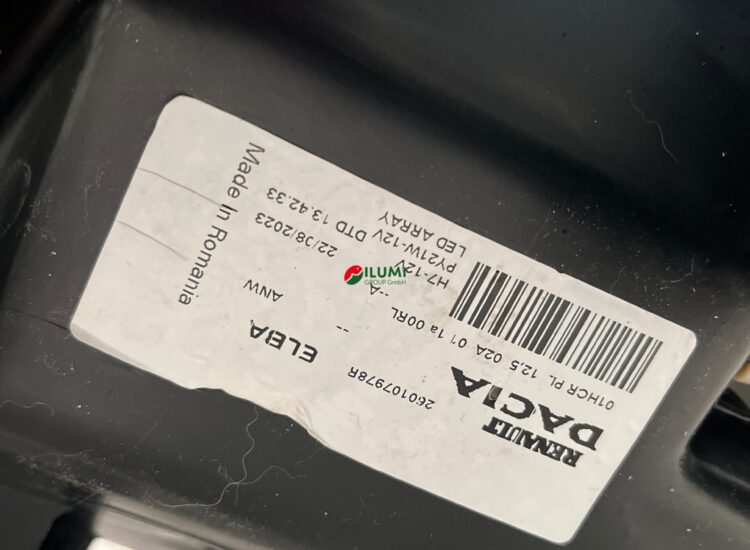 RENAULT
DACIA
260107978R
ELBA
ANW
--
01HCR PL 12.5 02A 01 1a 00RL --A
H7-12V
PY21W-12V DTD 13.42.33
LED ARRAY
22/08/2023
Made In Romania
ILUMI
GROUP GmbH